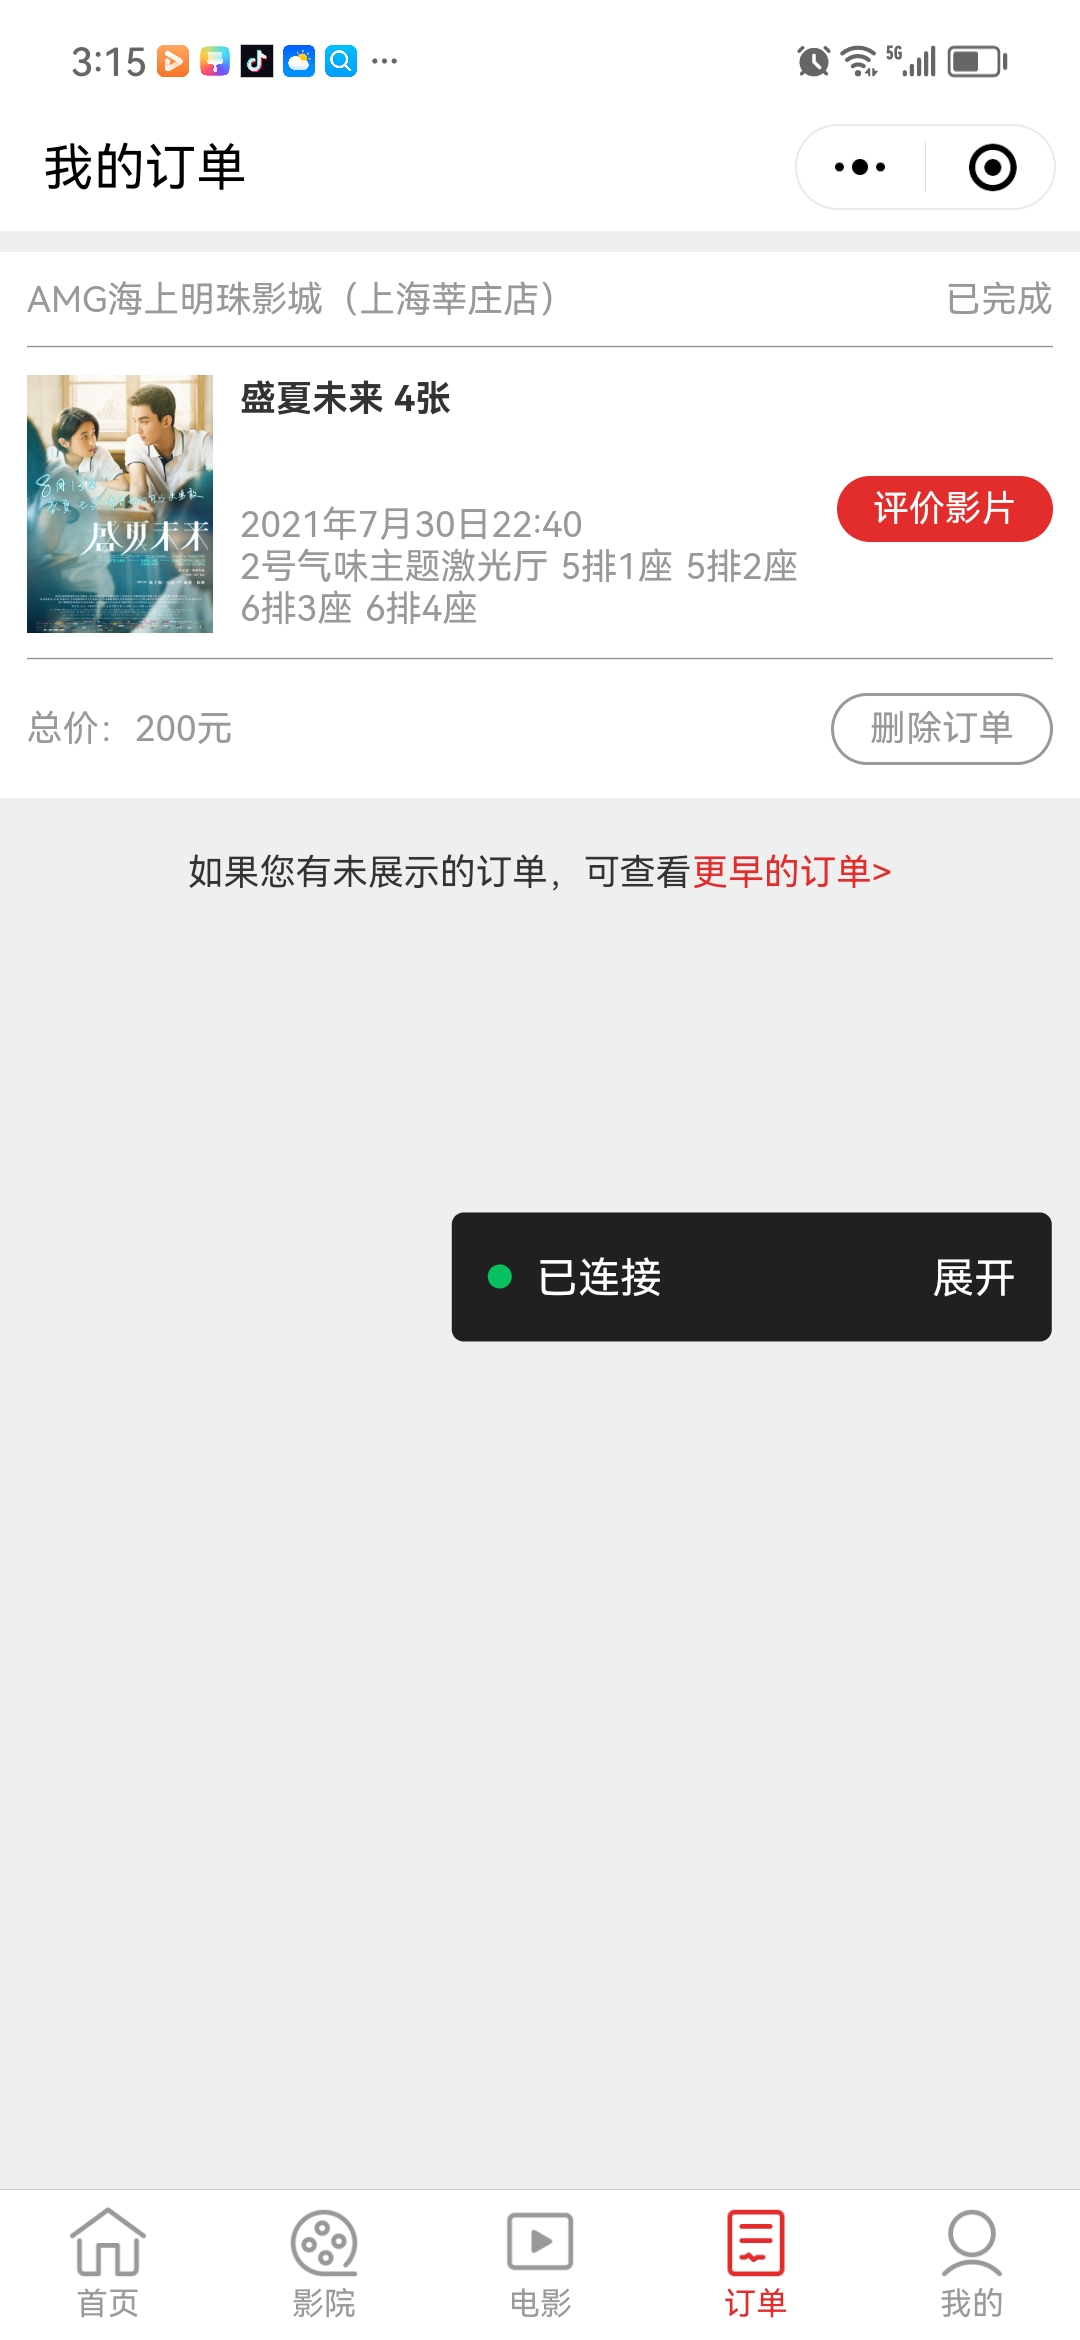 3:15
5G
我的订单
AMG海上明珠影城（上海莘庄店）
已完成
盛夏未来 4张
盛夏未来
2021年7月30日22:40
评价影片
2号气味主题激光厅 5排1座 5排2座
6排3座 6排4座
总价：200元
删除订单
如果您有未展示的订单，可查看更早的订单>
已连接
展开
首页
影院
电影
订单
我的